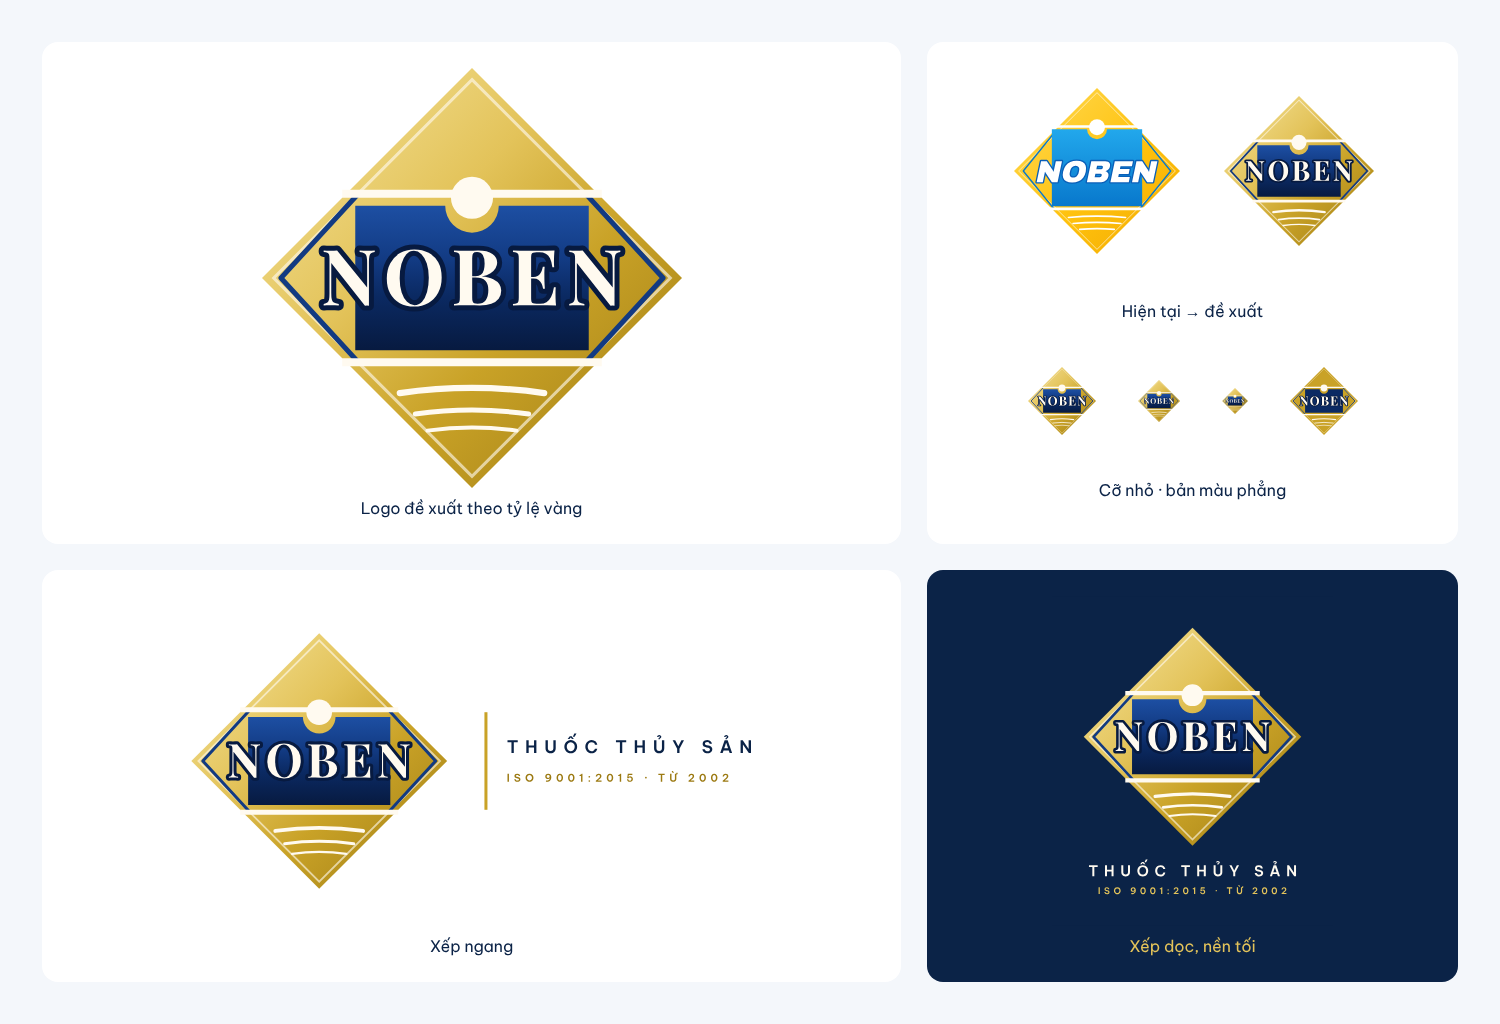 NOBEN
Logo đề xuất theo tỷ lệ vàng
NOBEN
NOBEN
Hiện tại → đề xuất
NOBEN
NOBEN
NOBEN
NOBEN
Cỡ nhỏ · bản màu phẳng
NOBEN
THUỐC THỦY SẢN
ISO 9001:2015 · TỪ 2002
Xếp ngang
NOBEN
THUỐC THỦY SẢN
ISO 9001:2015 · TỪ 2002
Xếp dọc, nền tối